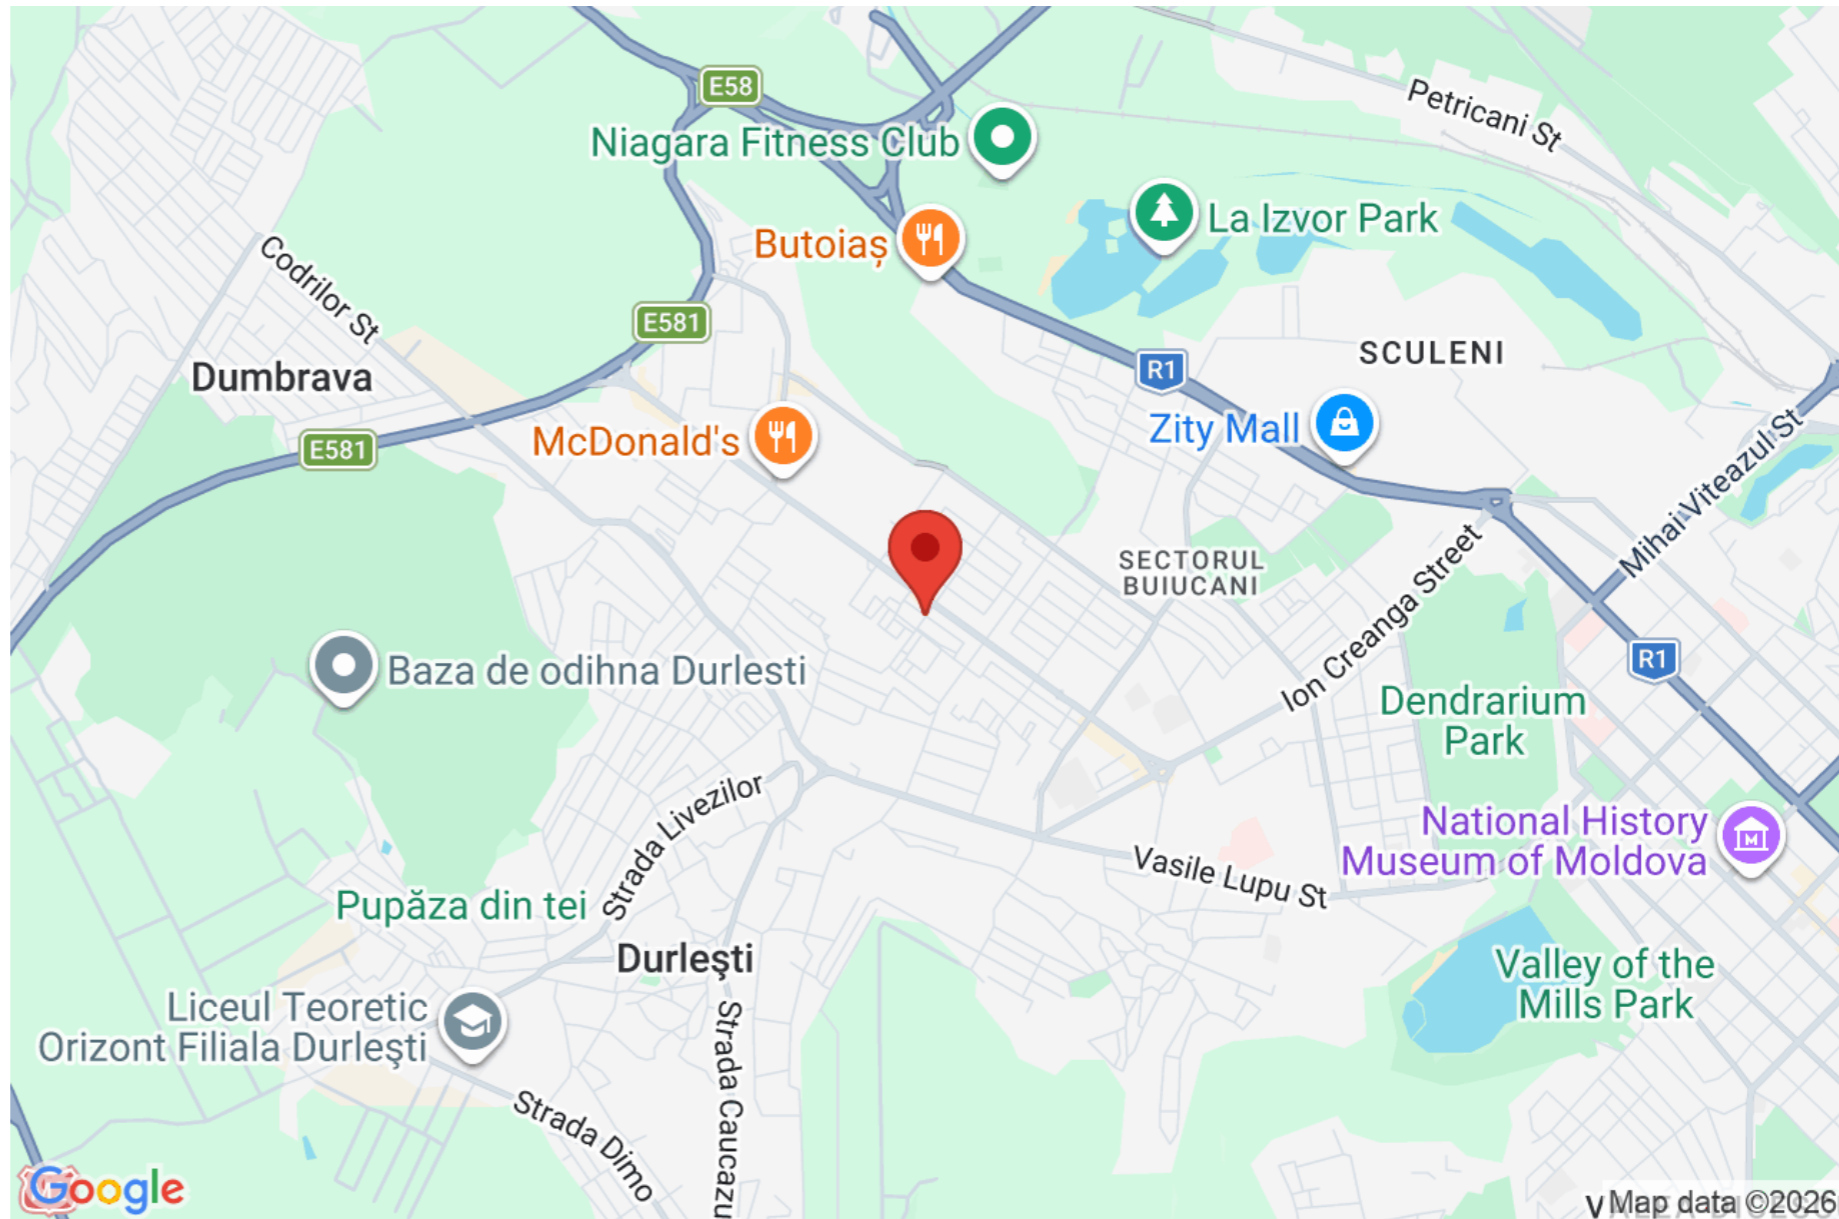 E58
Petricani St
Niagara Fitness Club
La Izvor Park
Butoiaș
Codrilor St
E581
SCULENI
R1
Dumbrava
Zity Mall
McDonald's
E581
Mihai Viteazul St
SECTORUL
BUIUCANI
Ion Creanga Street
Baza de odihna Durlesti
R1
Dendrarium
Park
Strada Livezilor
National History
Museum of Moldova
Vasile Lupu St
Pupăza din tei
Durleşti
Valley of the
Mills Park
Liceul Teoretic
Orizont Filiala Durleşti
Strada Caucazu
Strada Dimo
Google
Map data ©2026